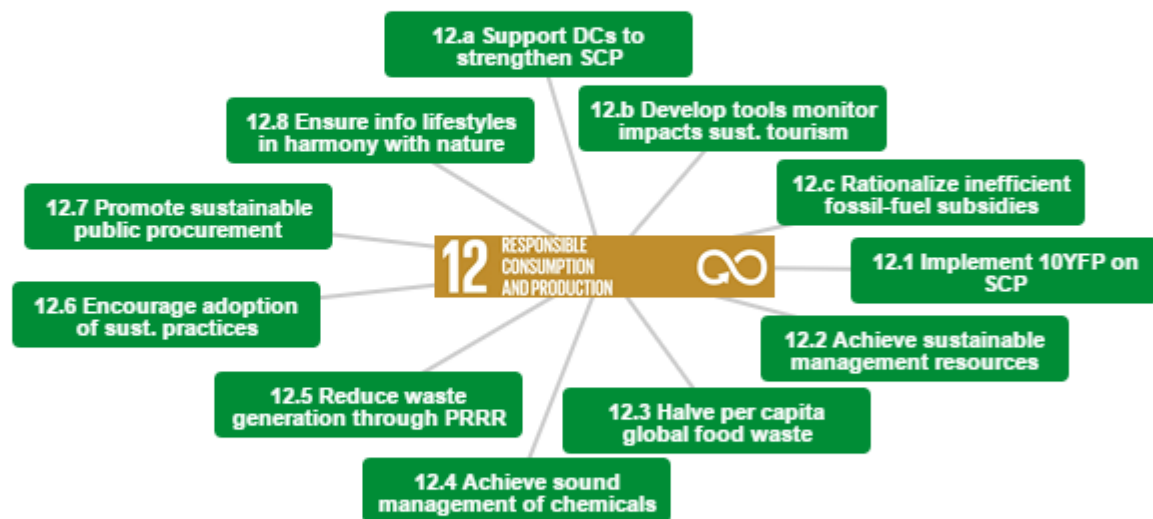 12.a Support DCs to
strengthen SCP
12.b Develop tools monitor
impacts sust. tourism
12.8 Ensure info lifestyles
in harmony with nature
12.c Rationalize inefficient
fossil-fuel subsidies
12.7 Promote sustainable
public procurement
12 RESPONSIBLE
CONSUMPTION
AND PRODUCTION
12.1 Implement 10YFP on
SCP
12.6 Encourage adoption
of sust. practices
12.2 Achieve sustainable
management resources
12.5 Reduce waste
generation through PRRR
12.3 Halve per capita
global food waste
12.4 Achieve sound
management of chemicals